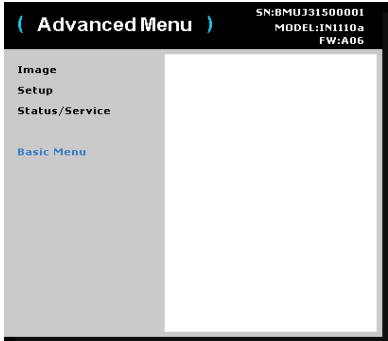 ( Advanced Menu )
SN:BMUJ31500001
MODEL:IN1110a
FW:A06
Image
Setup
Status/Service
Basic Menu